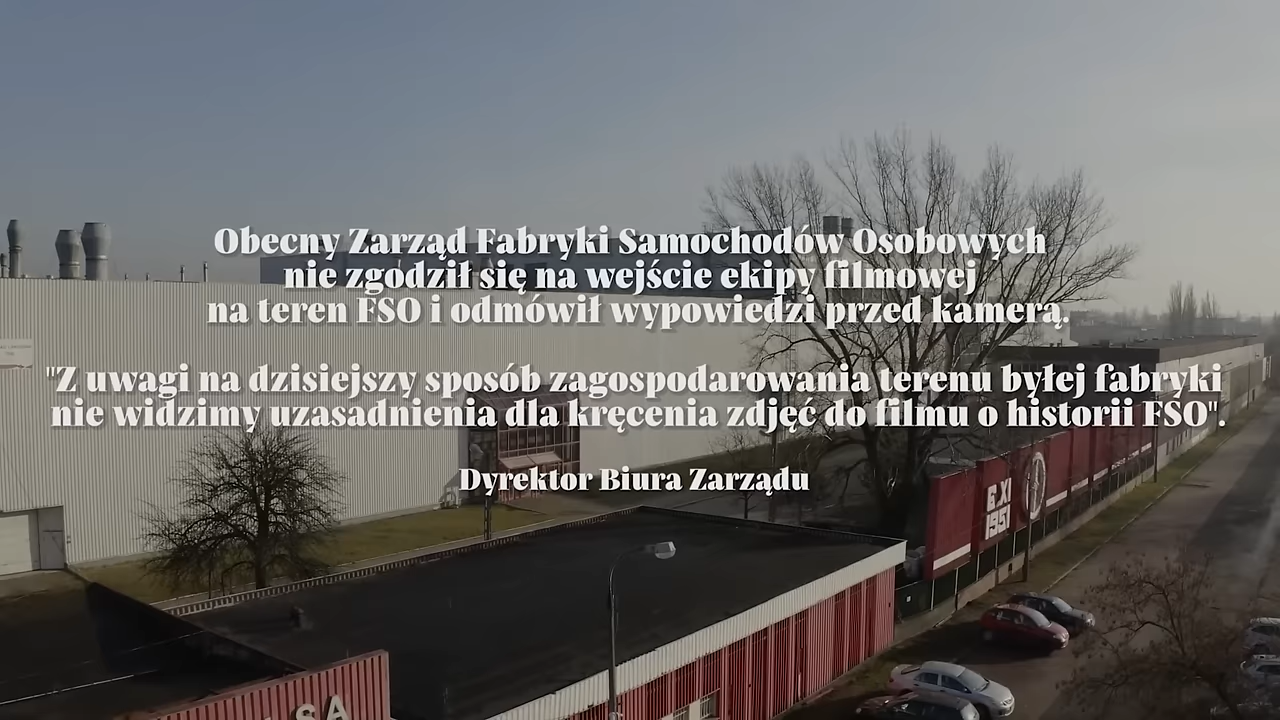 Obecny Zarząd Fabryki Samochodów Osobowych
nie zgodził się na wejście ekipy filmowej
na teren FSO i odmówił wypowiedzi przed kamerą.
"Z uwagi na dzisiejszy sposób zagospodarowania terenu byłej fabryki
nie widzimy uzasadnienia dla kręcenia zdjęć do filmu o historii FSO".
Dyrektor Biura Zarządu
6.XI
1951
SA